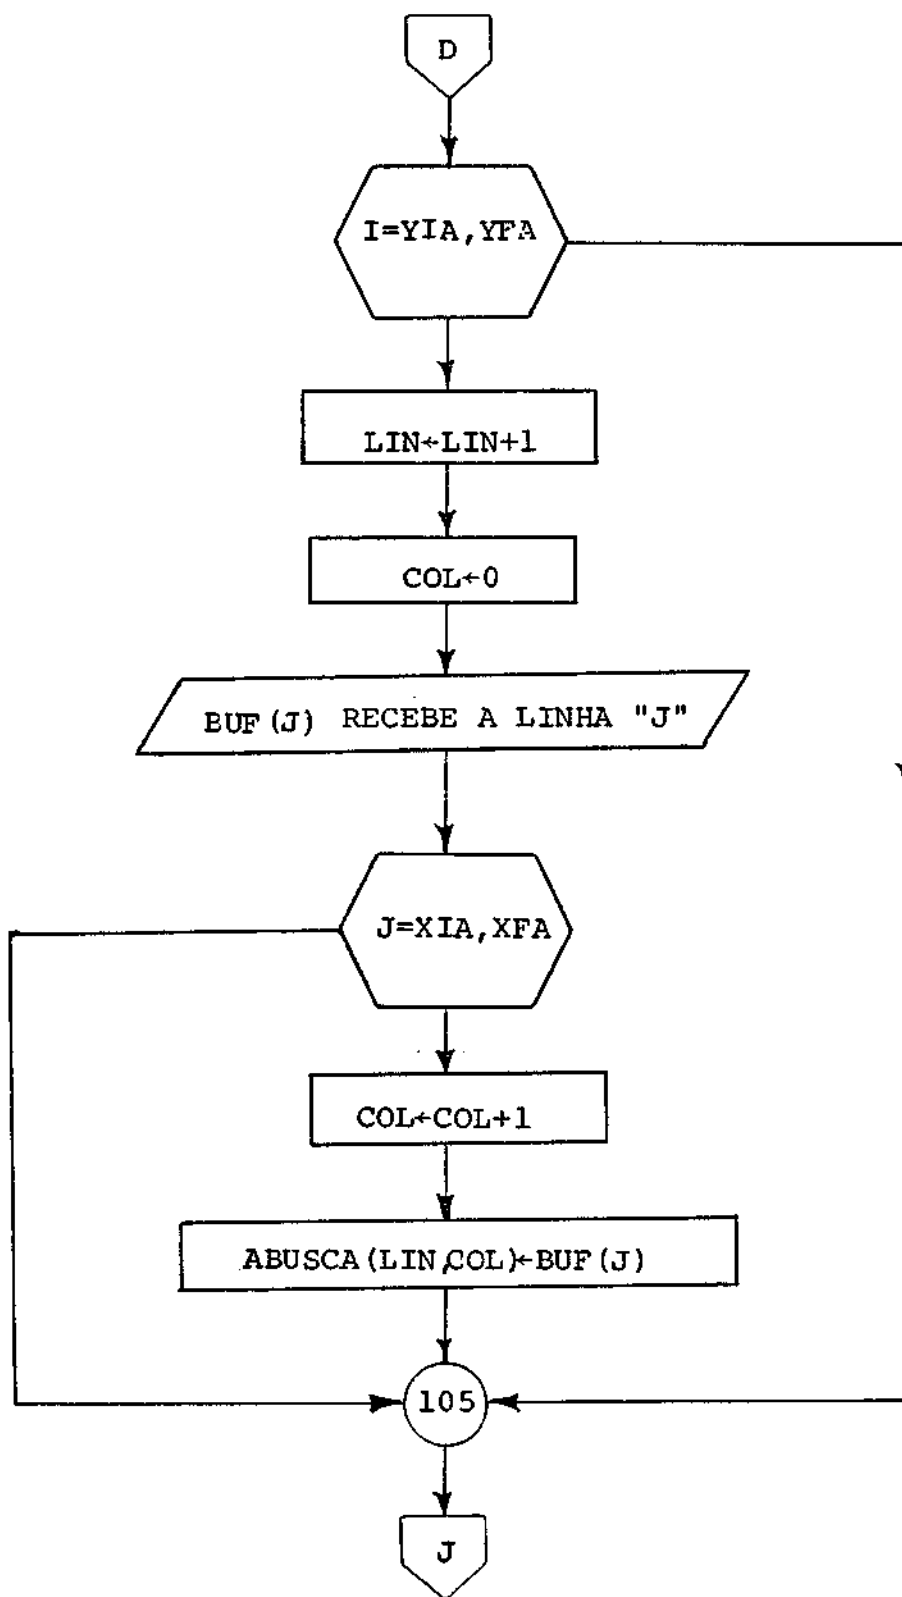 D
I=YIA,YFA
LIN←LIN+1
COL←0
BUF(J) RECEBE A LINHA "J"
J=XIA,XFA
COL←COL+1
ABUSCA(LIN,COL)←BUF(J)
105
J